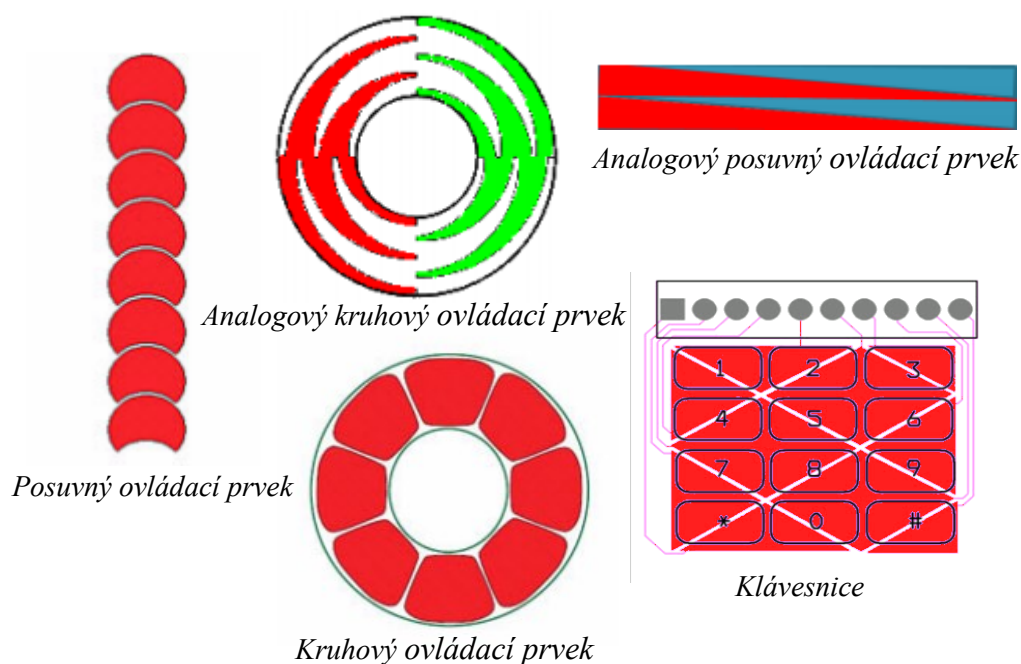 Analogový posuvný ovládací prvek
Analogový kruhový ovládací prvek
1 2 3
4 5 6
7 8 9
* 0 #
Posuvný ovládací prvek
Klávesnice
Kruhový ovládací prvek